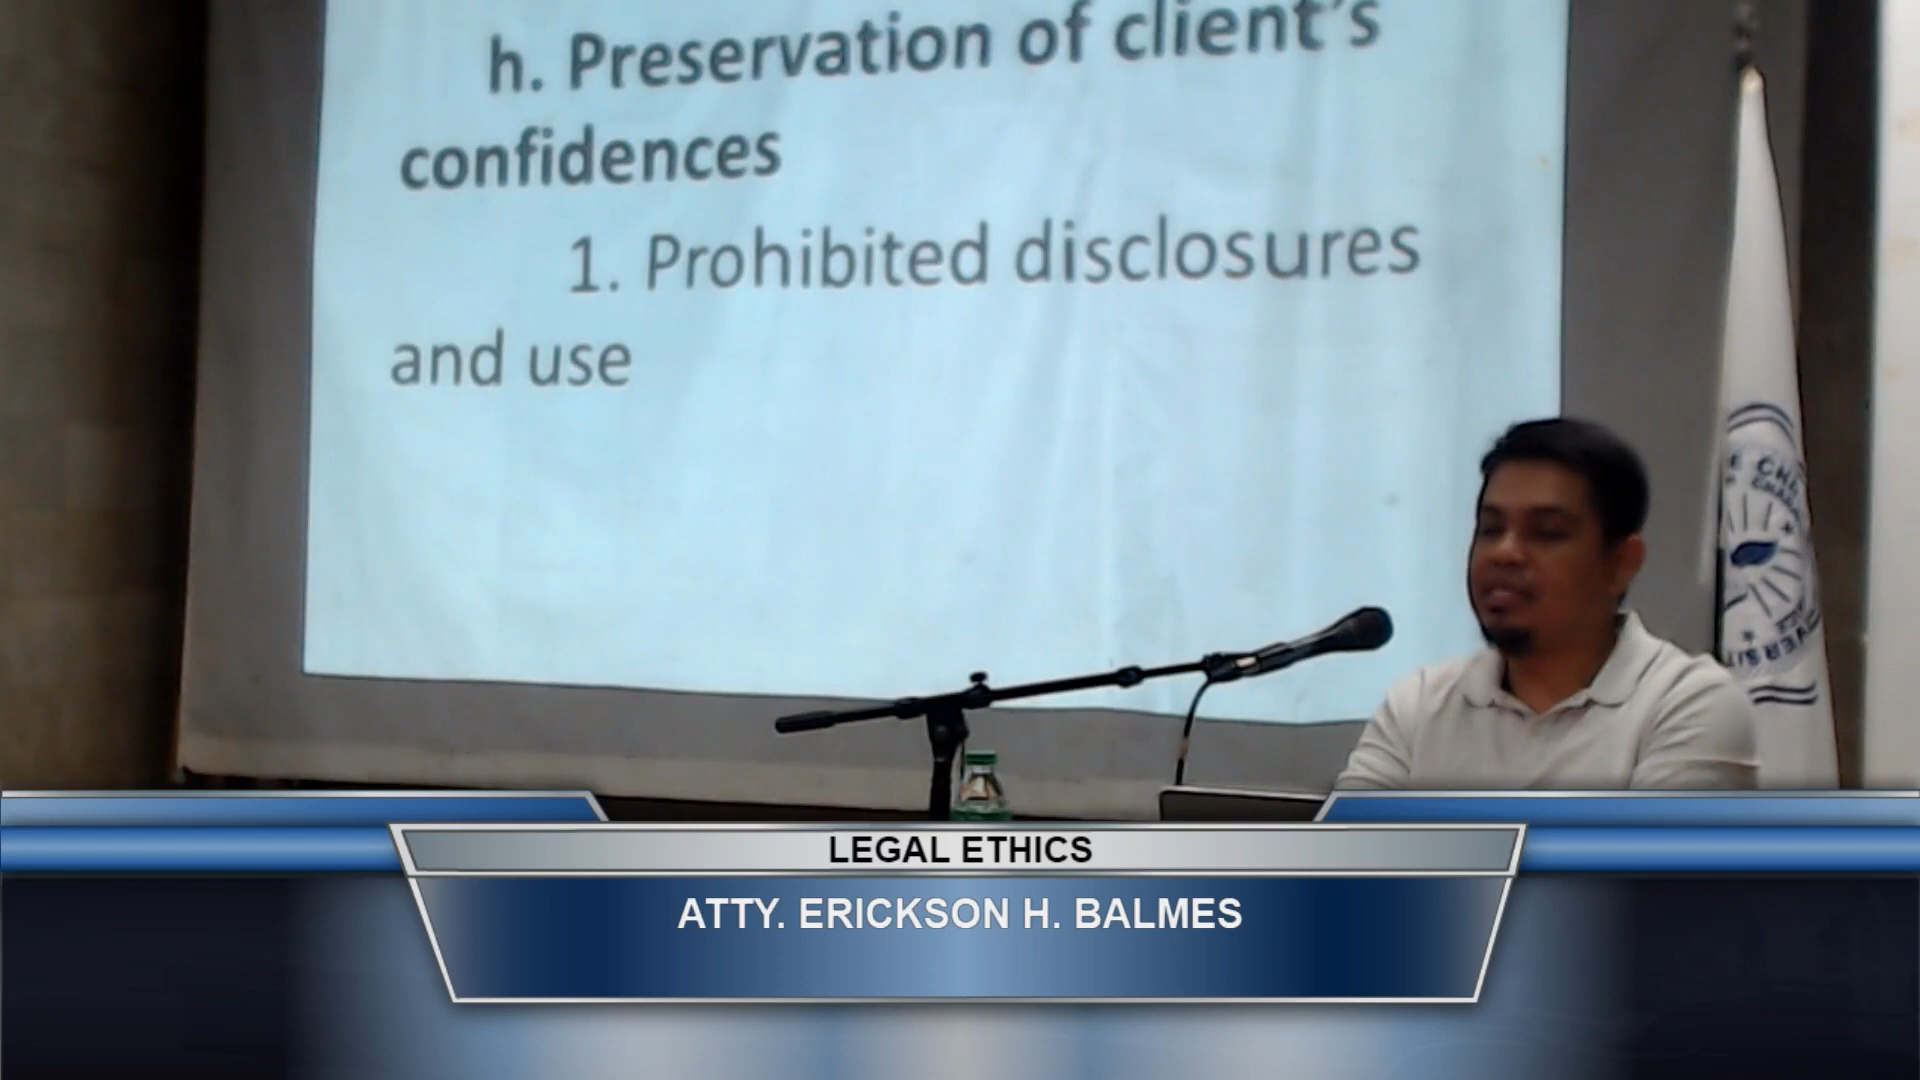 h. Preservation of client's
confidences
1. Prohibited disclosures
and use
LEGAL ETHICS
ATTY. ERICKSON H. BALMES